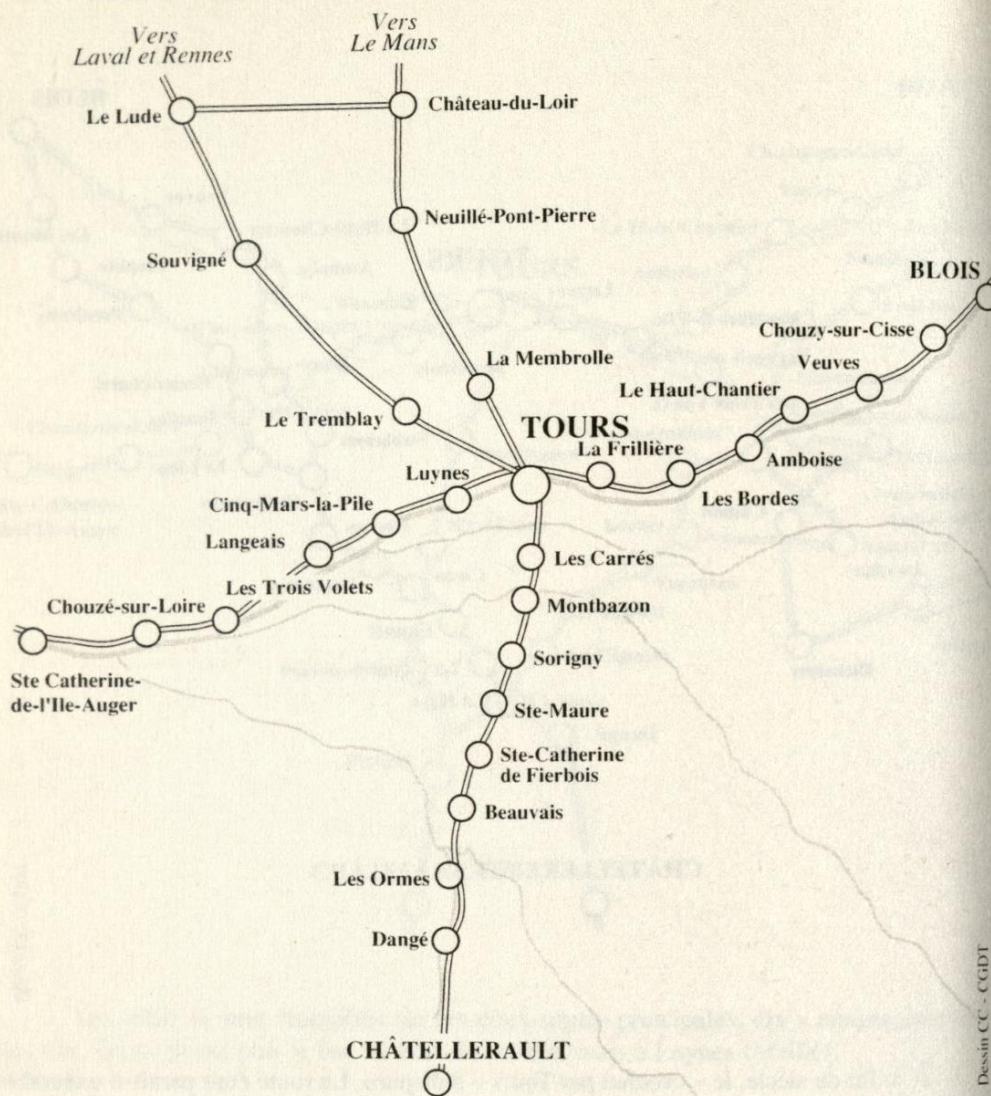 Vers
Laval et Rennes
Vers
Le Mans
Le Lude
Château-du-Loir
Neuillé-Pont-Pierre
Souvigné
BLOIS
Chouzy-sur-Cisse
La Membrolle
Veuves
Le Haut-Chantier
Le Tremblay
TOURS
La Frillière
Amboise
Luynes
Les Bordes
Cinq-Mars-la-Pile
Langeais
Les Carrés
Les Trois Volets
Montbazon
Chouzé-sur-Loire
Sorigny
Ste Catherine-
de-l'Ile-Auger
Ste-Maure
Ste-Catherine
de Fierbois
Beauvais
Les Ormes
Dangé
CHÂTELLERAULT
Dessin CC - CGDT